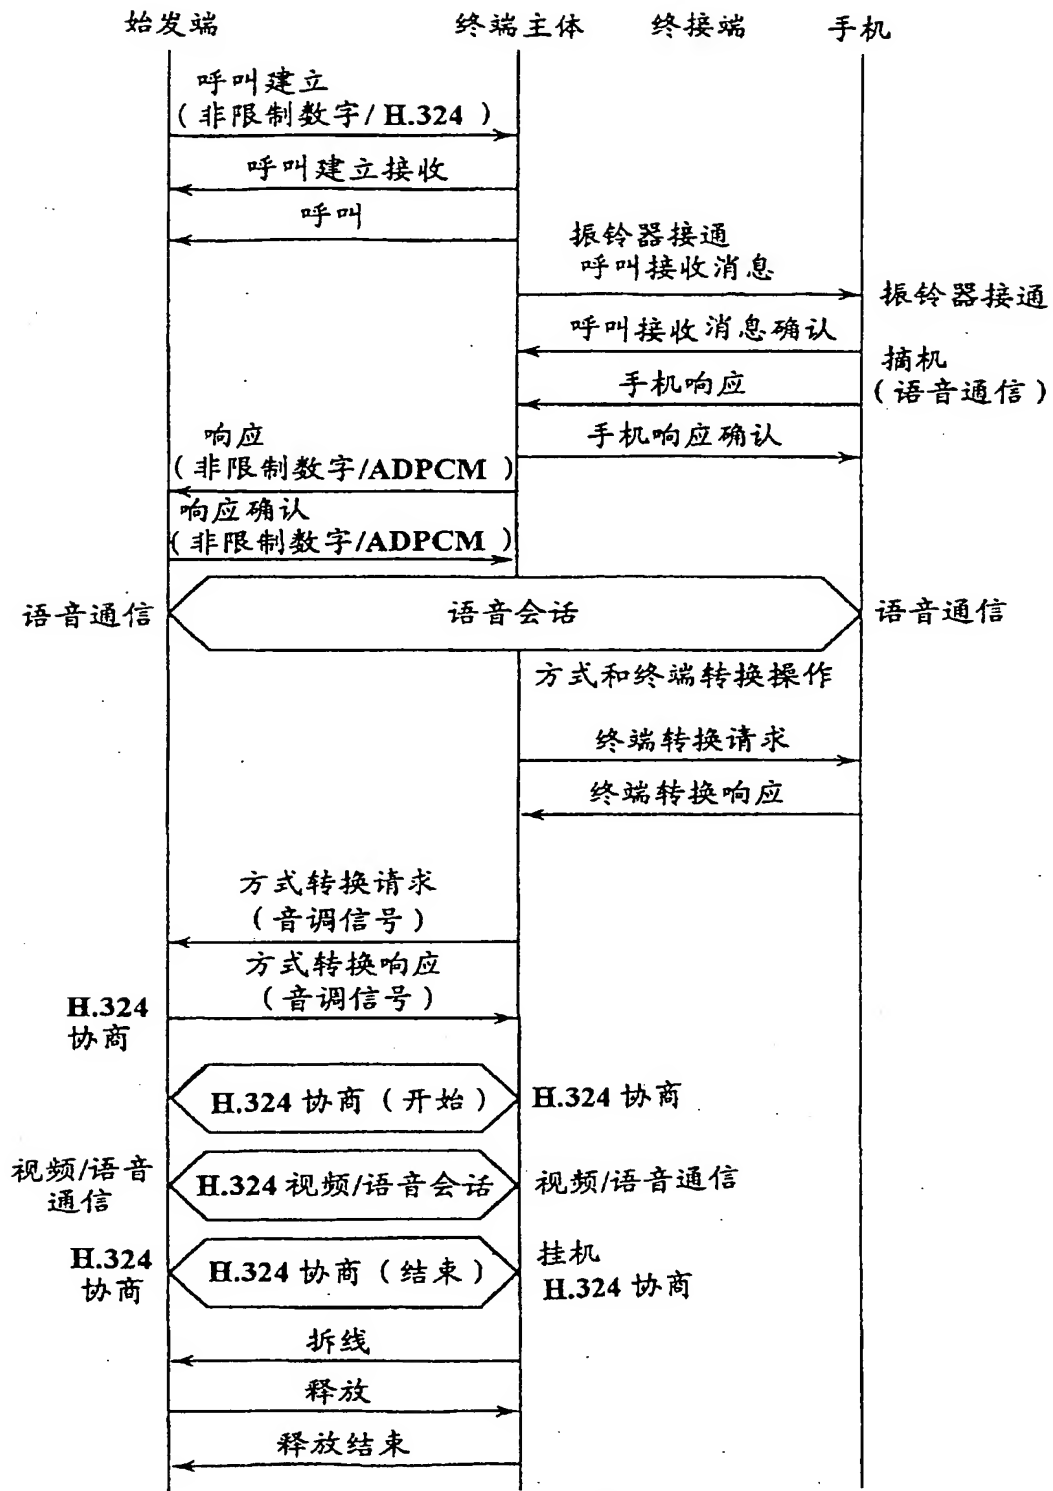 始发端
终端主体
终接端
手机
呼叫建立
(非限制数字/H.324)
呼叫建立接收
呼叫
振铃器接通
呼叫接收消息
振铃器接通
呼叫接收消息确认
摘机
(语音通信)
手机响应
手机响应确认
响应
(非限制数字/ADPCM)
响应确认
(非限制数字/ADPCM)
语音通信
语音会话
语音通信
方式和终端转换操作
终端转换请求
终端转换响应
方式转换请求
(音调信号)
方式转换响应
(音调信号)
H.324
协商
H.324 协商(开始)
H.324 协商
视频/语音
通信
H.324 视频/语音会话
视频/语音通信
H.324
协商
H.324 协商(结束)
挂机
H.324 协商
拆线
释放
释放结束